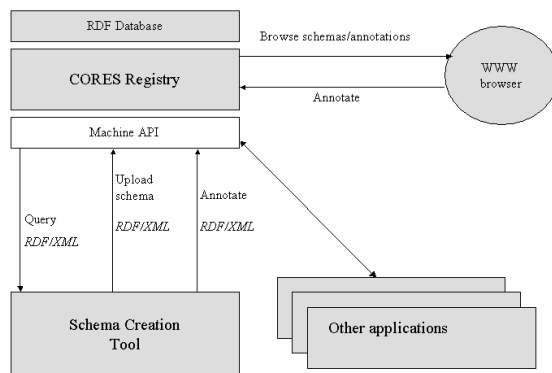 RDF Database
Browse schemas/annotations
CORES Registry
WWW
browser
Annotate
Machine API
Upload
schema
Annotate
Query
RDF/XML
RDF/XML
RDF/XML
Schema Creation
Tool
Other applications